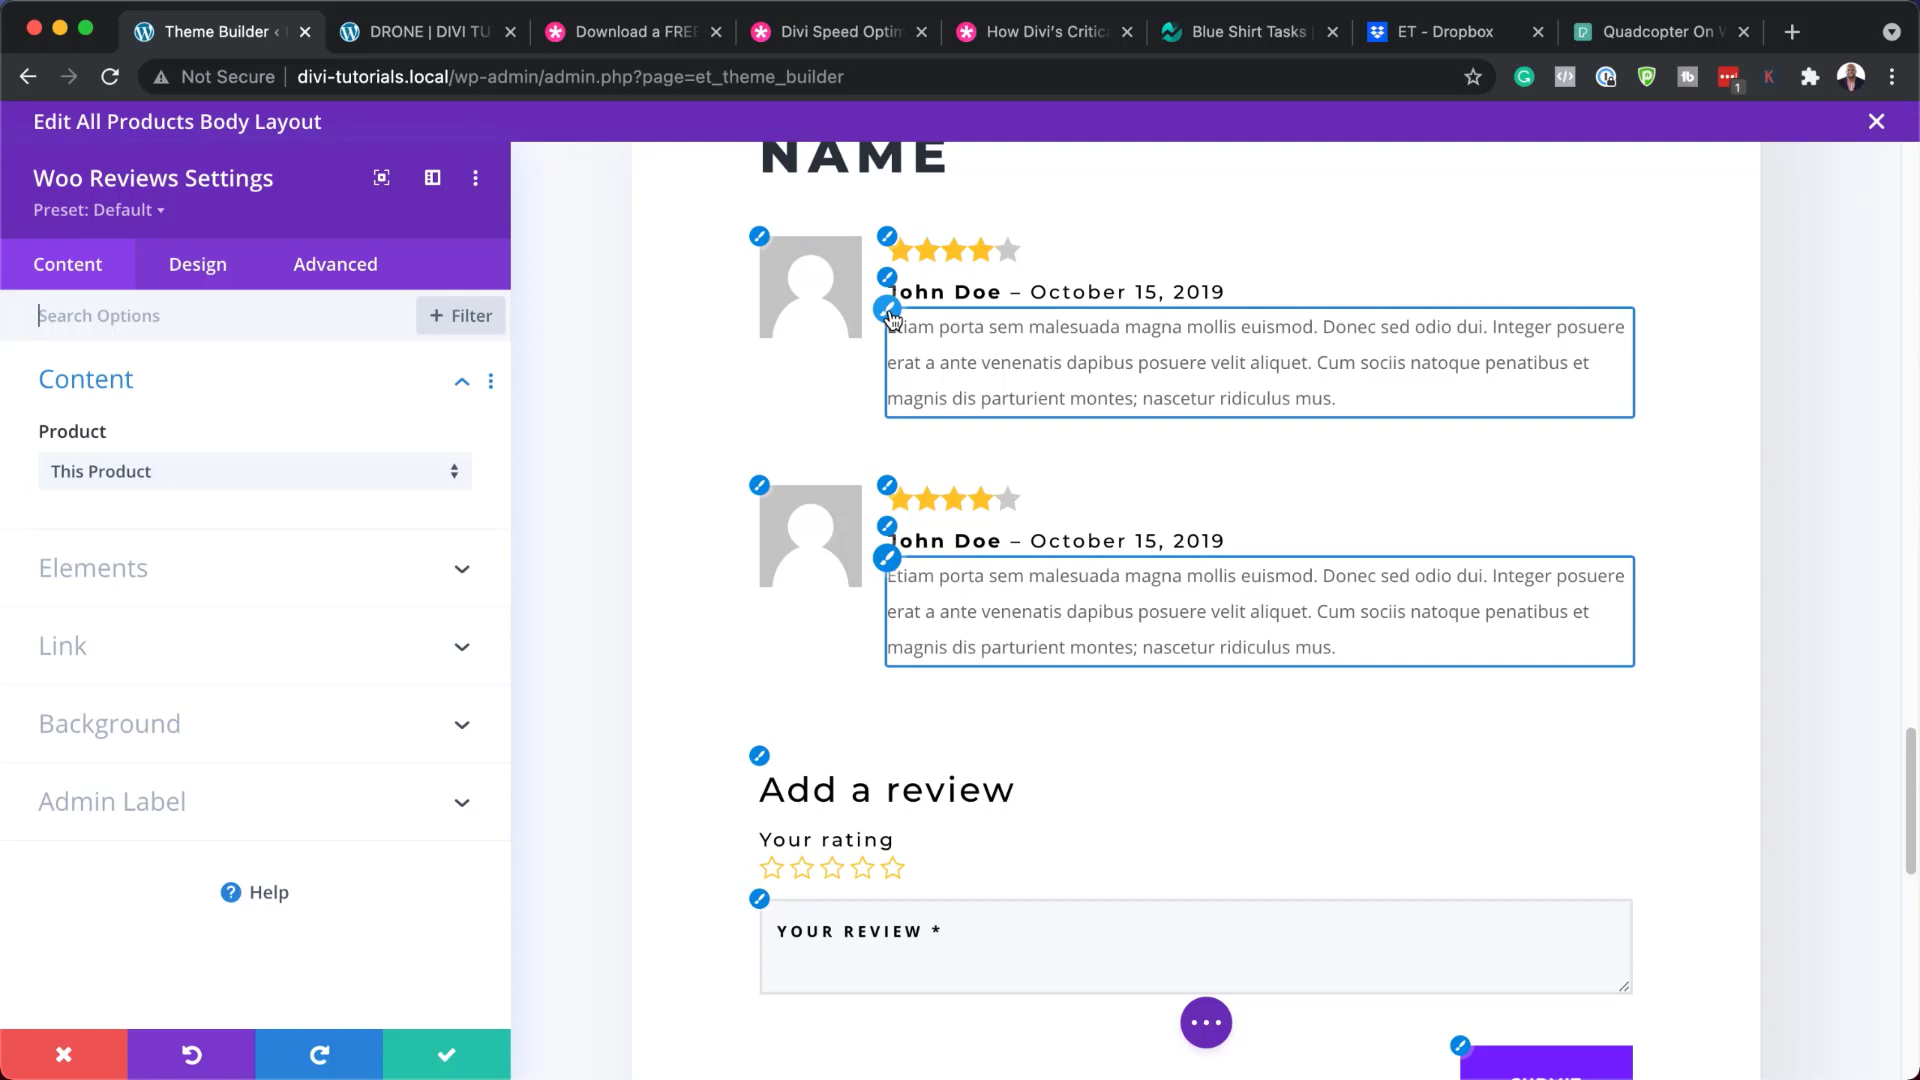 Theme Builder ‹
DRONE | DIVI TU
Download a FREE
Divi Speed Optim
How Divi's Critic
Blue Shirt Tasks
ET - Dropbox
Quadcopter On
Not Secure
divi-tutorials.local/wp-admin/admin.php?page=et_theme_builder
1
Edit All Products Body Layout
Woo Reviews Settings
Preset: Default
Content
Design
Advanced
Search Options
+ Filter
Content
Product
This Product
Elements
Link
Background
Admin Label
? Help
NAME
John Doe – October 15, 2019
Etiam porta sem malesuada magna mollis euismod. Donec sed odio dui. Integer posuere
erat a ante venenatis dapibus posuere velit aliquet. Cum sociis natoque penatibus et
magnis dis parturient montes; nascetur ridiculus mus.
John Doe – October 15, 2019
Etiam porta sem malesuada magna mollis euismod. Donec sed odio dui. Integer posuere
erat a ante venenatis dapibus posuere velit aliquet. Cum sociis natoque penatibus et
magnis dis parturient montes; nascetur ridiculus mus.
Add a review
Your rating
YOUR REVIEW *